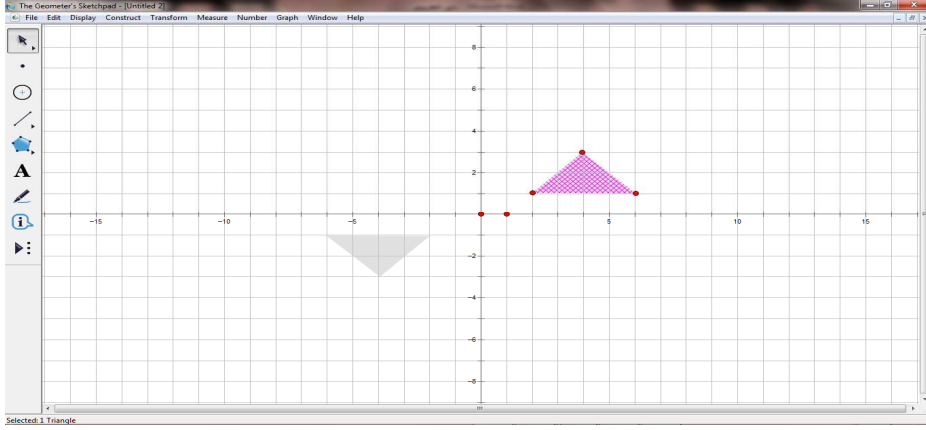 The Geometer's Sketchpad - [Untitled 2]
File Edit Display Construct Transform Measure Number Graph Window Help
8
6
4
2
-15 -10 -5 5 10 15
-2
-4
-6
-8
A
i
Selected: 1 Triangle